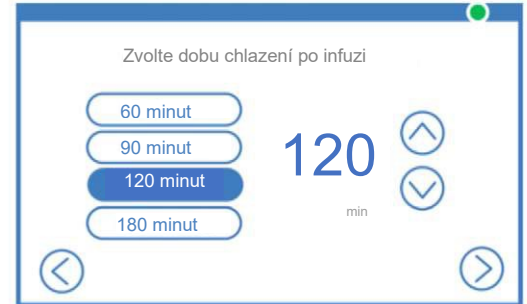 Zvolte dobu chlazení po infuzi
60 minut
90 minut
120 minut
180 minut
120
min